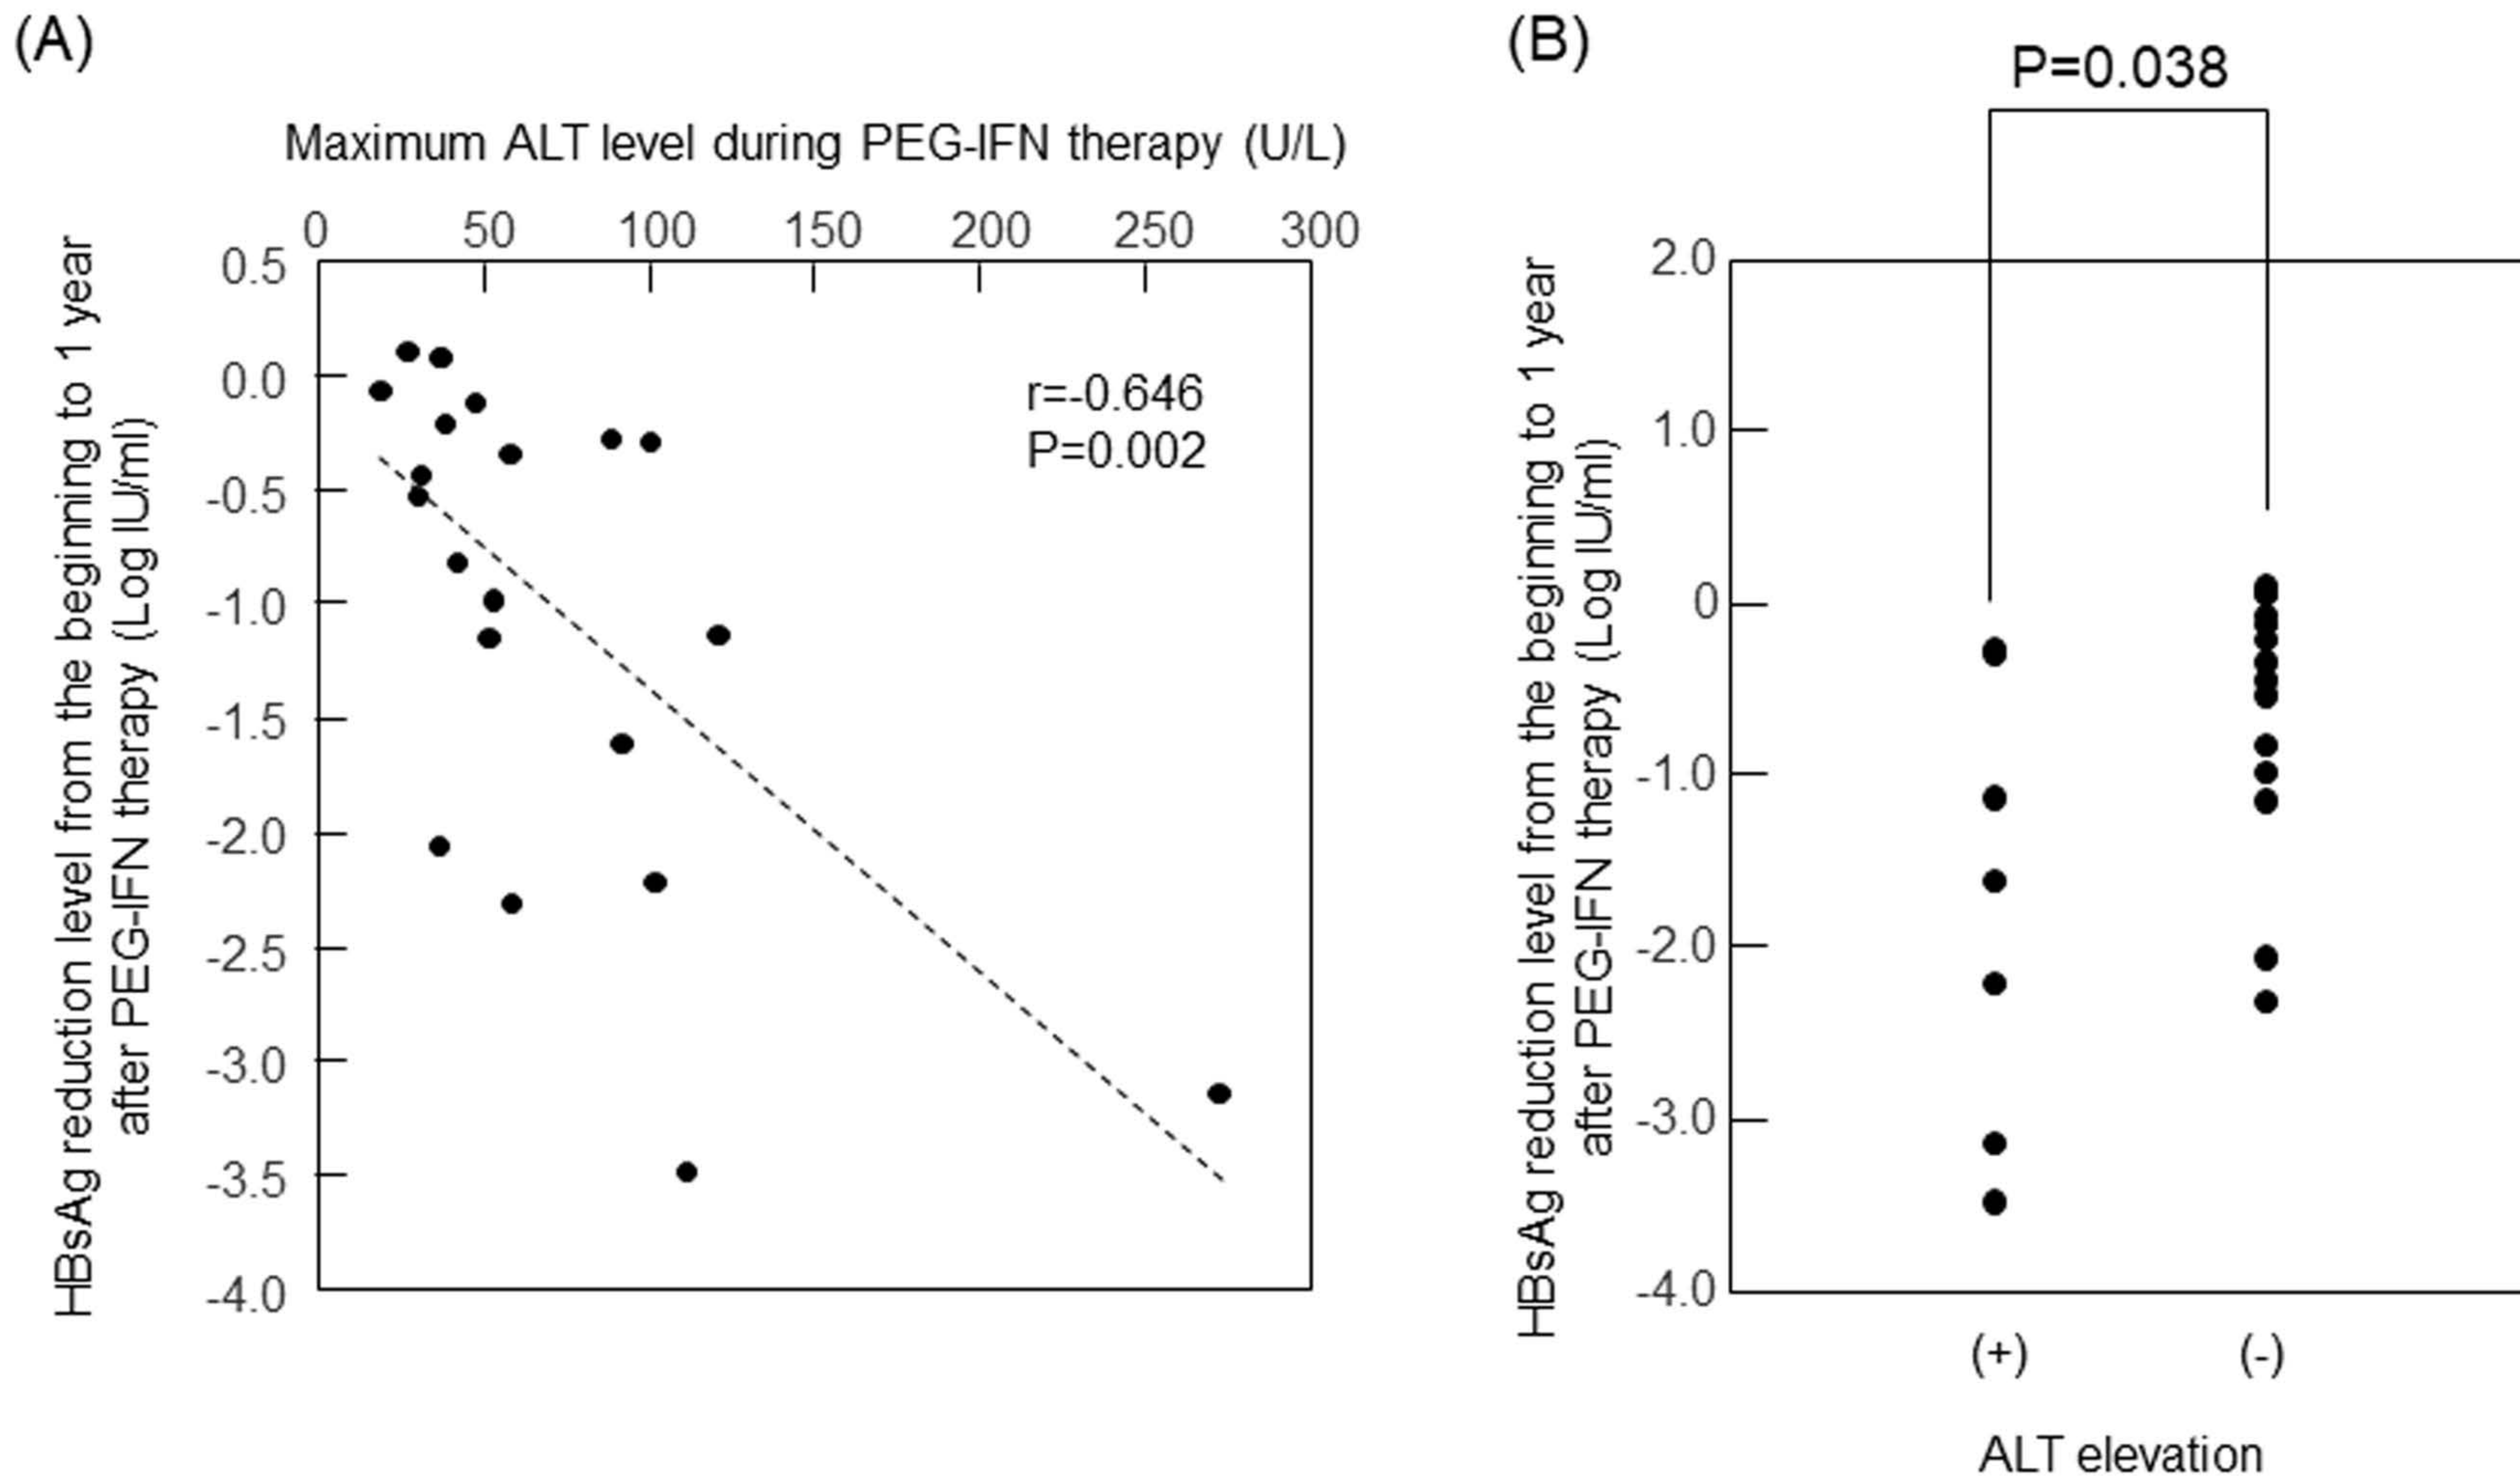 (A)
Maximum ALT level during PEG-IFN therapy (U/L)
0 50 100 150 200 250 300
HBsAg reduction level from the beginning to 1 year
after PEG-IFN therapy (Log IU/ml)
0.5
0.0
-0.5
-1.0
-1.5
-2.0
-2.5
-3.0
-3.5
-4.0
r=-0.646
P=0.002
(B)
P=0.038
HBsAg reduction level from the beginning to 1 year
after PEG-IFN therapy (Log IU/ml)
2.0
1.0
0
-1.0
-2.0
-3.0
-4.0
(+) (-)
ALT elevation